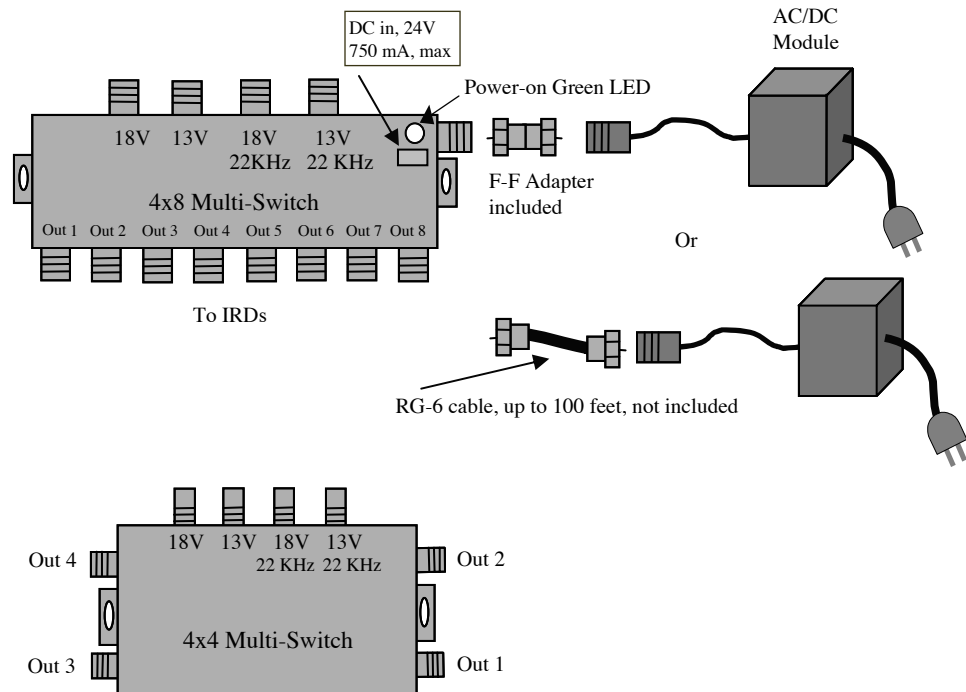 DC in, 24V
750 mA, max
AC/DC
Module
Power-on Green LED
18V 13V 18V 13V
22KHz 22 KHz
4x8 Multi-Switch
Out 1 Out 2 Out 3 Out 4 Out 5 Out 6 Out 7 Out 8
F-F Adapter
included
To IRDs
Or
RG-6 cable, up to 100 feet, not included
18V 13V 18V 13V
22 KHz 22 KHz
Out 4
Out 2
4x4 Multi-Switch
Out 3
Out 1